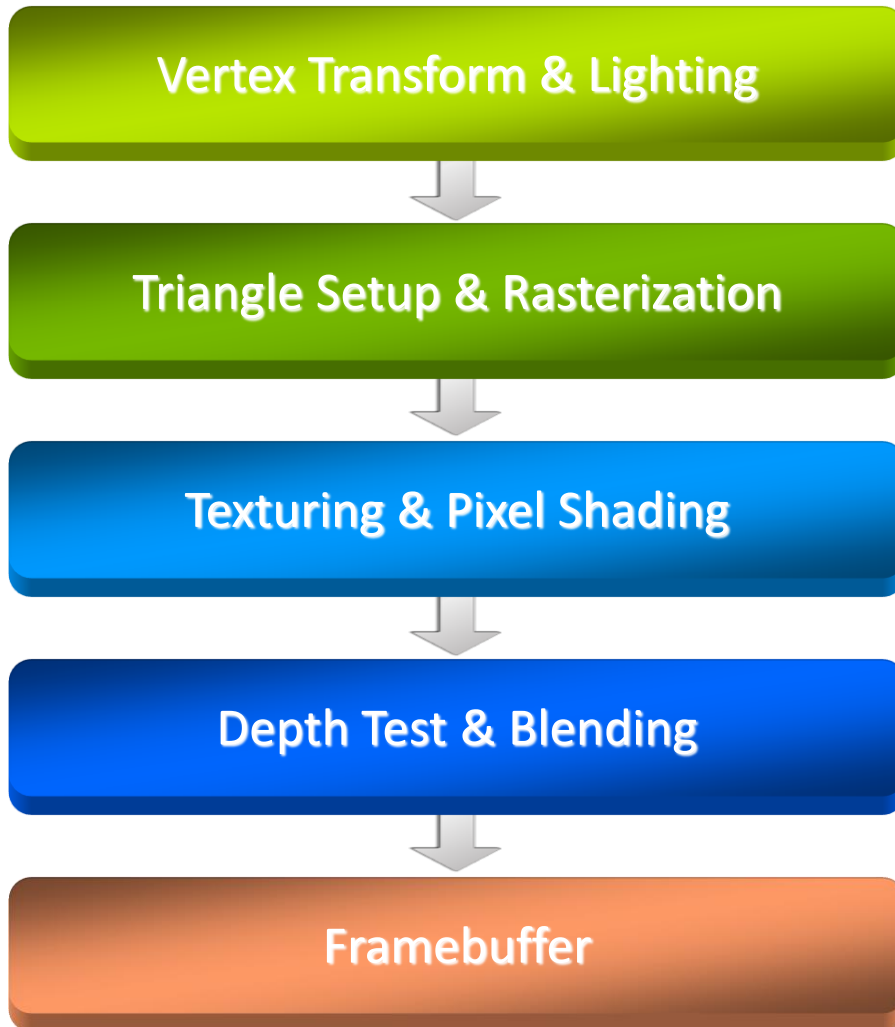 Vertex Transform & Lighting
Triangle Setup & Rasterization
Texturing & Pixel Shading
Depth Test & Blending
Framebuffer